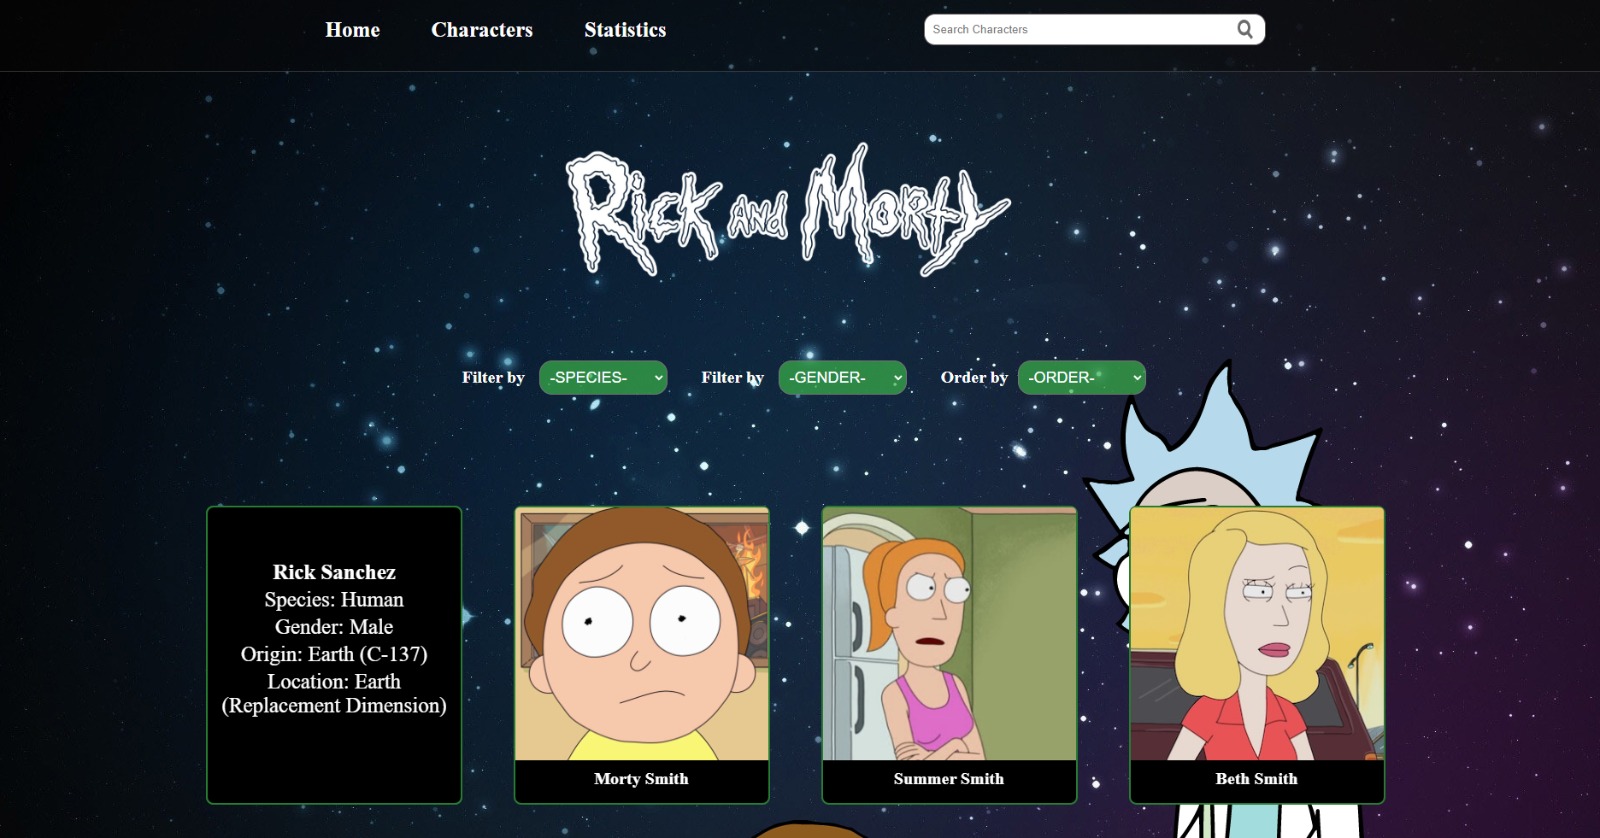 Home Characters Statistics Search Characters
Rick and Morty
Filter by -SPECIES- Filter by -GENDER- Order by -ORDER-
Rick Sanchez
Species: Human
Gender: Male
Origin: Earth (C-137)
Location: Earth
(Replacement Dimension)
Morty Smith
Summer Smith
Beth Smith